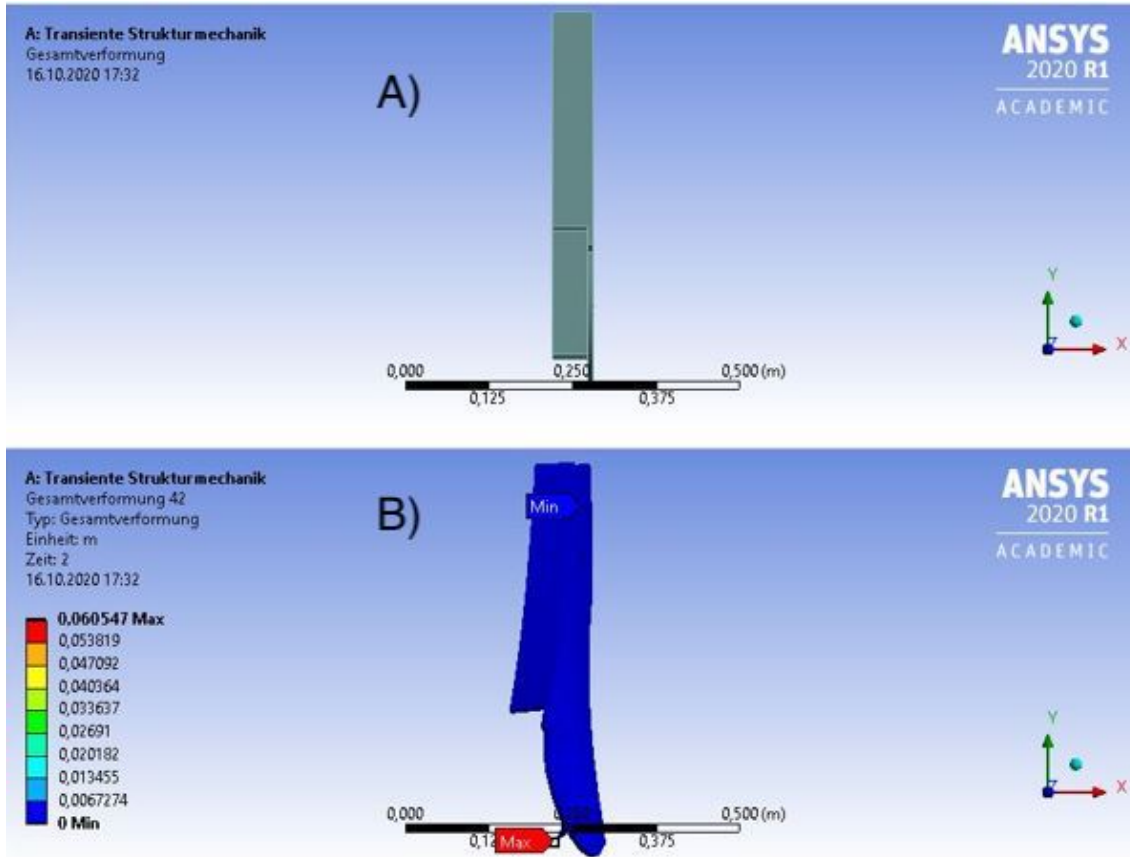 A: Transiente Strukturmechanik
Gesamtverformung
16.10.2020 17:32
A)
ANSYS
2020 R1
ACADEMIC
Y
X
Z
0,000
0,250
0,500 (m)
0,125
0,375
A: Transiente Strukturmechanik
Gesamtverformung 42
Typ: Gesamtverformung
Einheit: m
Zeit: 2
16.10.2020 17:32
B)
Min
ANSYS
2020 R1
ACADEMIC
0.060547 Max
0,053819
0,047092
0,040364
0,033637
0,02691
0,020182
0,013455
0,0067274
0 Min
Y
X
Z
0,000
0,500 (m)
0,375
Max